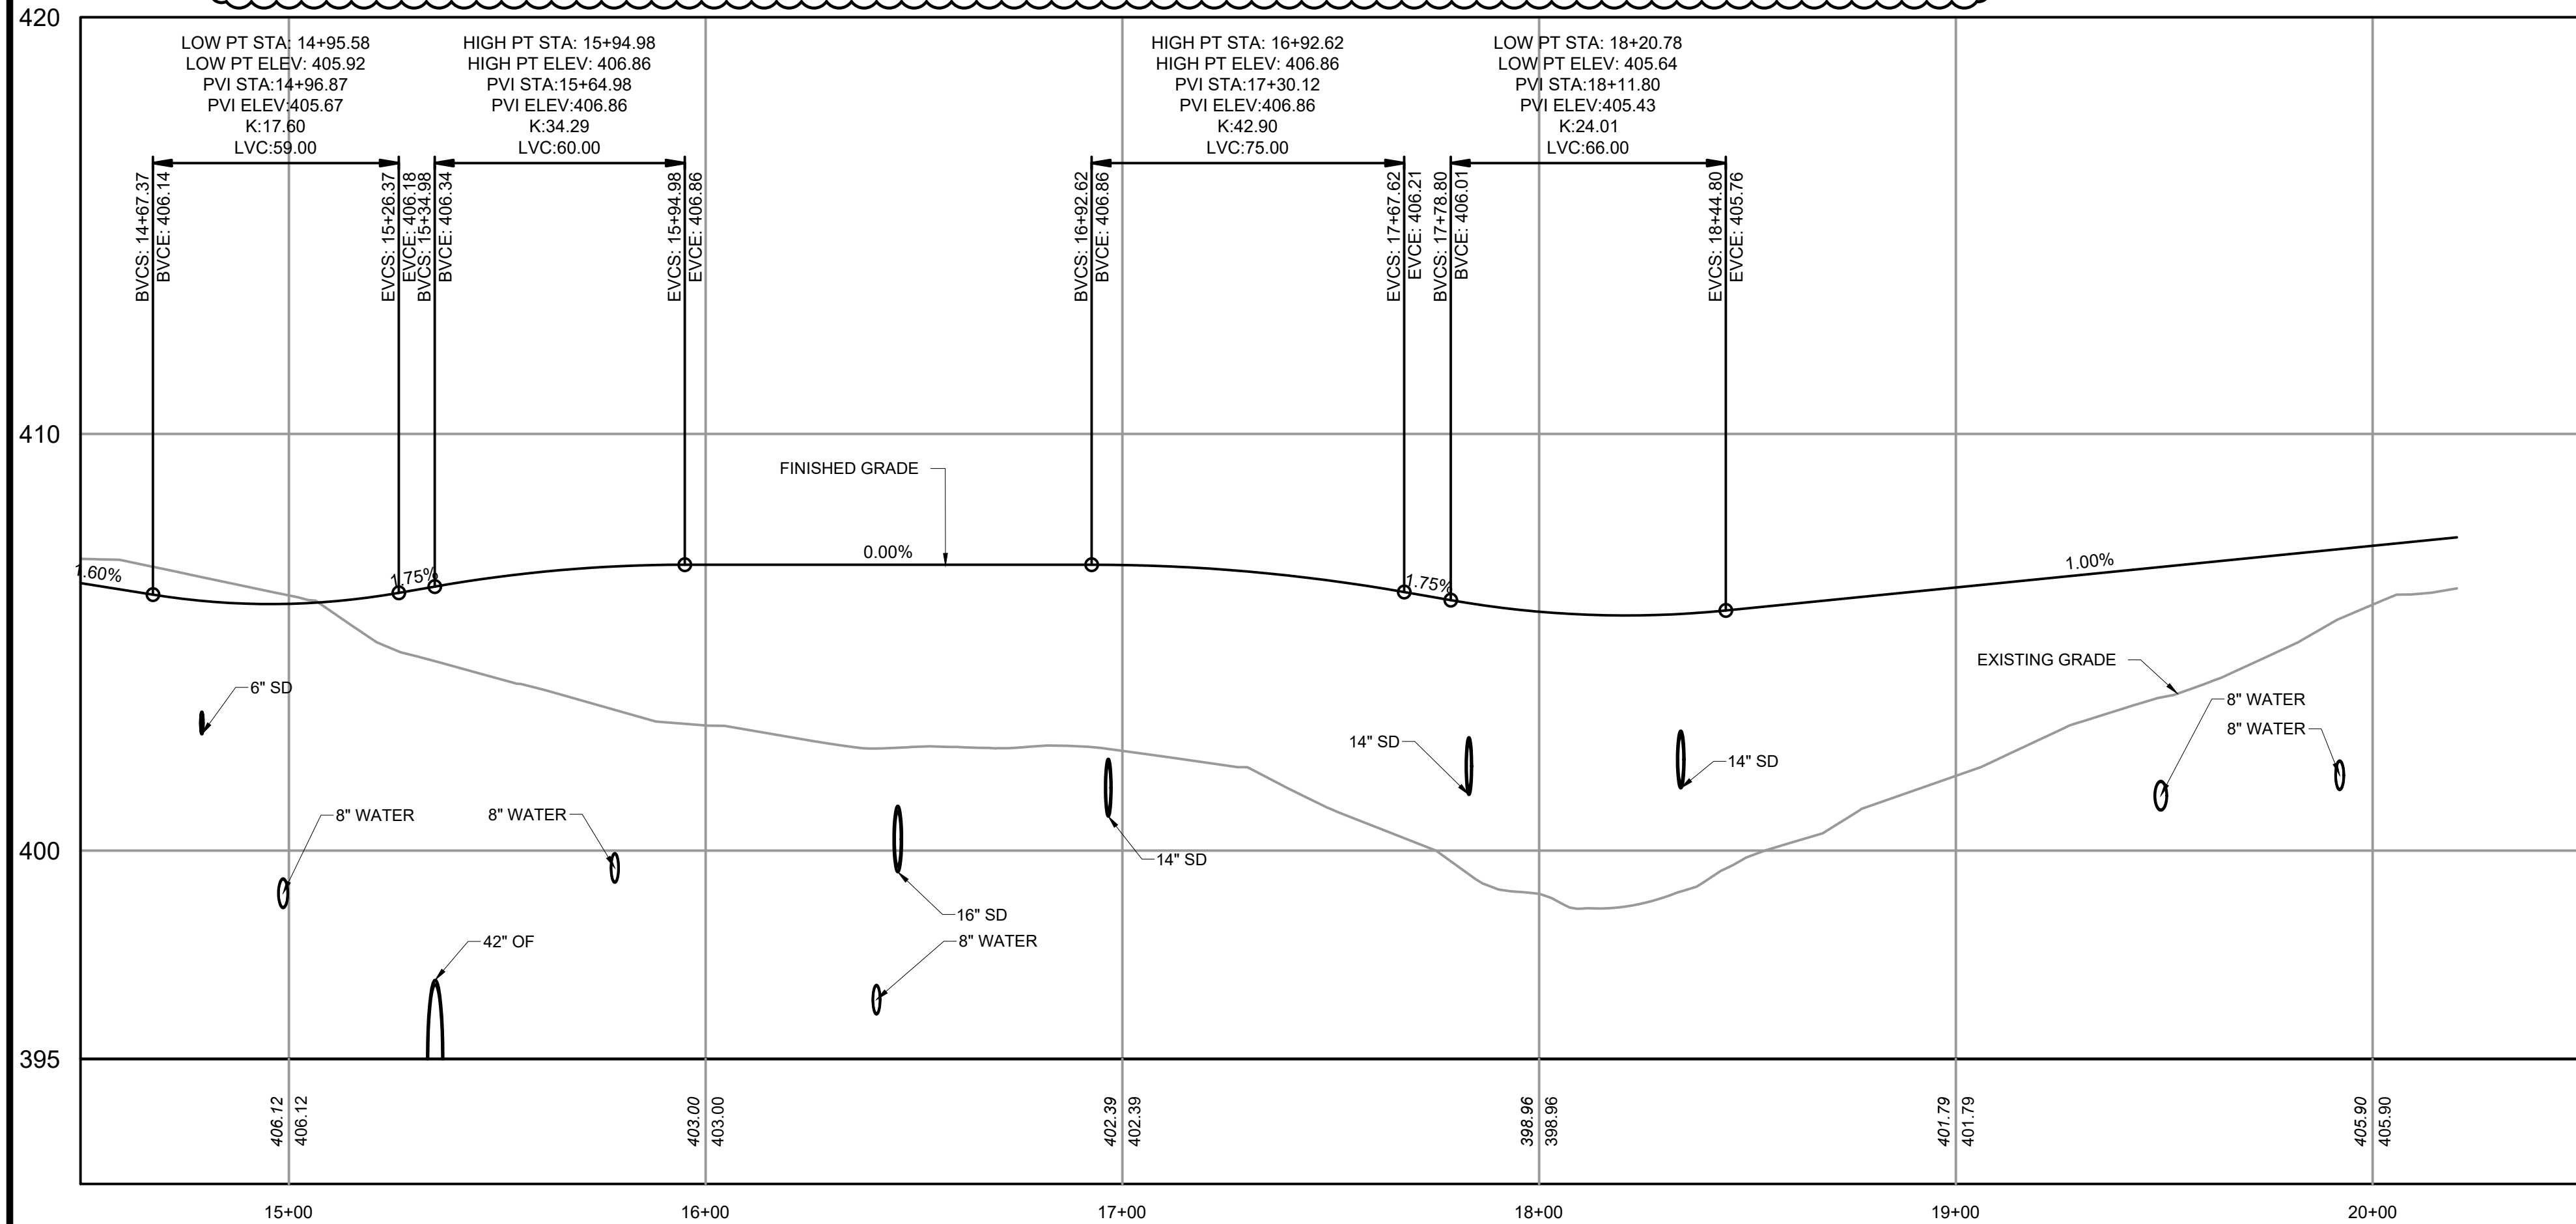 420
LOW PT STA: 14+95.58
LOW PT ELEV: 405.92
PVI STA:14+96.87
PVI ELEV:405.67
K:17.60
LVC:59.00
HIGH PT STA: 15+94.98
HIGH PT ELEV: 406.86
PVI STA:15+64.98
PVI ELEV:406.86
K:34.29
LVC:60.00
HIGH PT STA: 16+92.62
HIGH PT ELEV: 406.86
PVI STA:17+30.12
PVI ELEV:406.86
K:42.90
LVC:75.00
LOW PT STA: 18+20.78
LOW PT ELEV: 405.64
PVI STA:18+11.80
PVI ELEV:405.43
K:24.01
LVC:66.00
BVCS: 14+67.37
BVCE: 406.14
EVCS: 15+26.37
EVCE: 406.18
BVCS: 15+34.98
BVCE: 406.34
EVCS: 15+94.98
EVCE: 406.86
BVCS: 16+92.62
BVCE: 406.86
EVCS: 17+67.62
EVCE: 406.21
BVCS: 17+78.80
BVCE: 406.01
EVCS: 18+44.80
EVCE: 405.76
410
FINISHED GRADE
1.60%
1.75%
0.00%
1.75%
1.00%
EXISTING GRADE
6" SD
8" WATER
8" WATER
14" SD
14" SD
8" WATER
8" WATER
400
14" SD
16" SD
42" OF
8" WATER
395
406.12
406.12
403.00
403.00
402.39
402.39
398.96
398.96
401.79
401.79
405.90
405.90
15+00
16+00
17+00
18+00
19+00
20+00